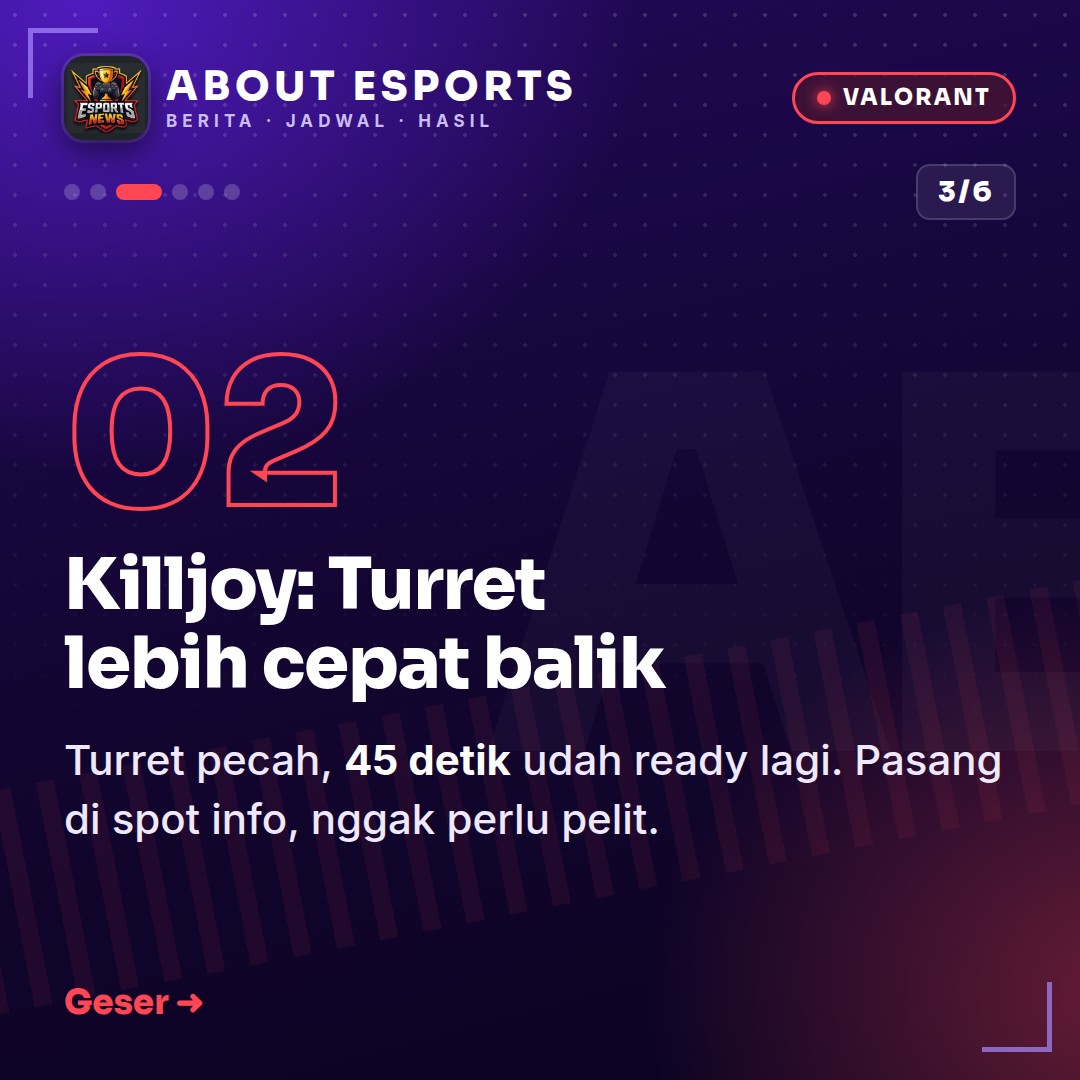 ESPORTS
NEWS
ABOUT ESPORTS
BERITA · JADWAL · HASIL
VALORANT
3/6
02
Killjoy: Turret
lebih cepat balik
Turret pecah, 45 detik udah ready lagi. Pasang
di spot info, nggak perlu pelit.
Geser ➜